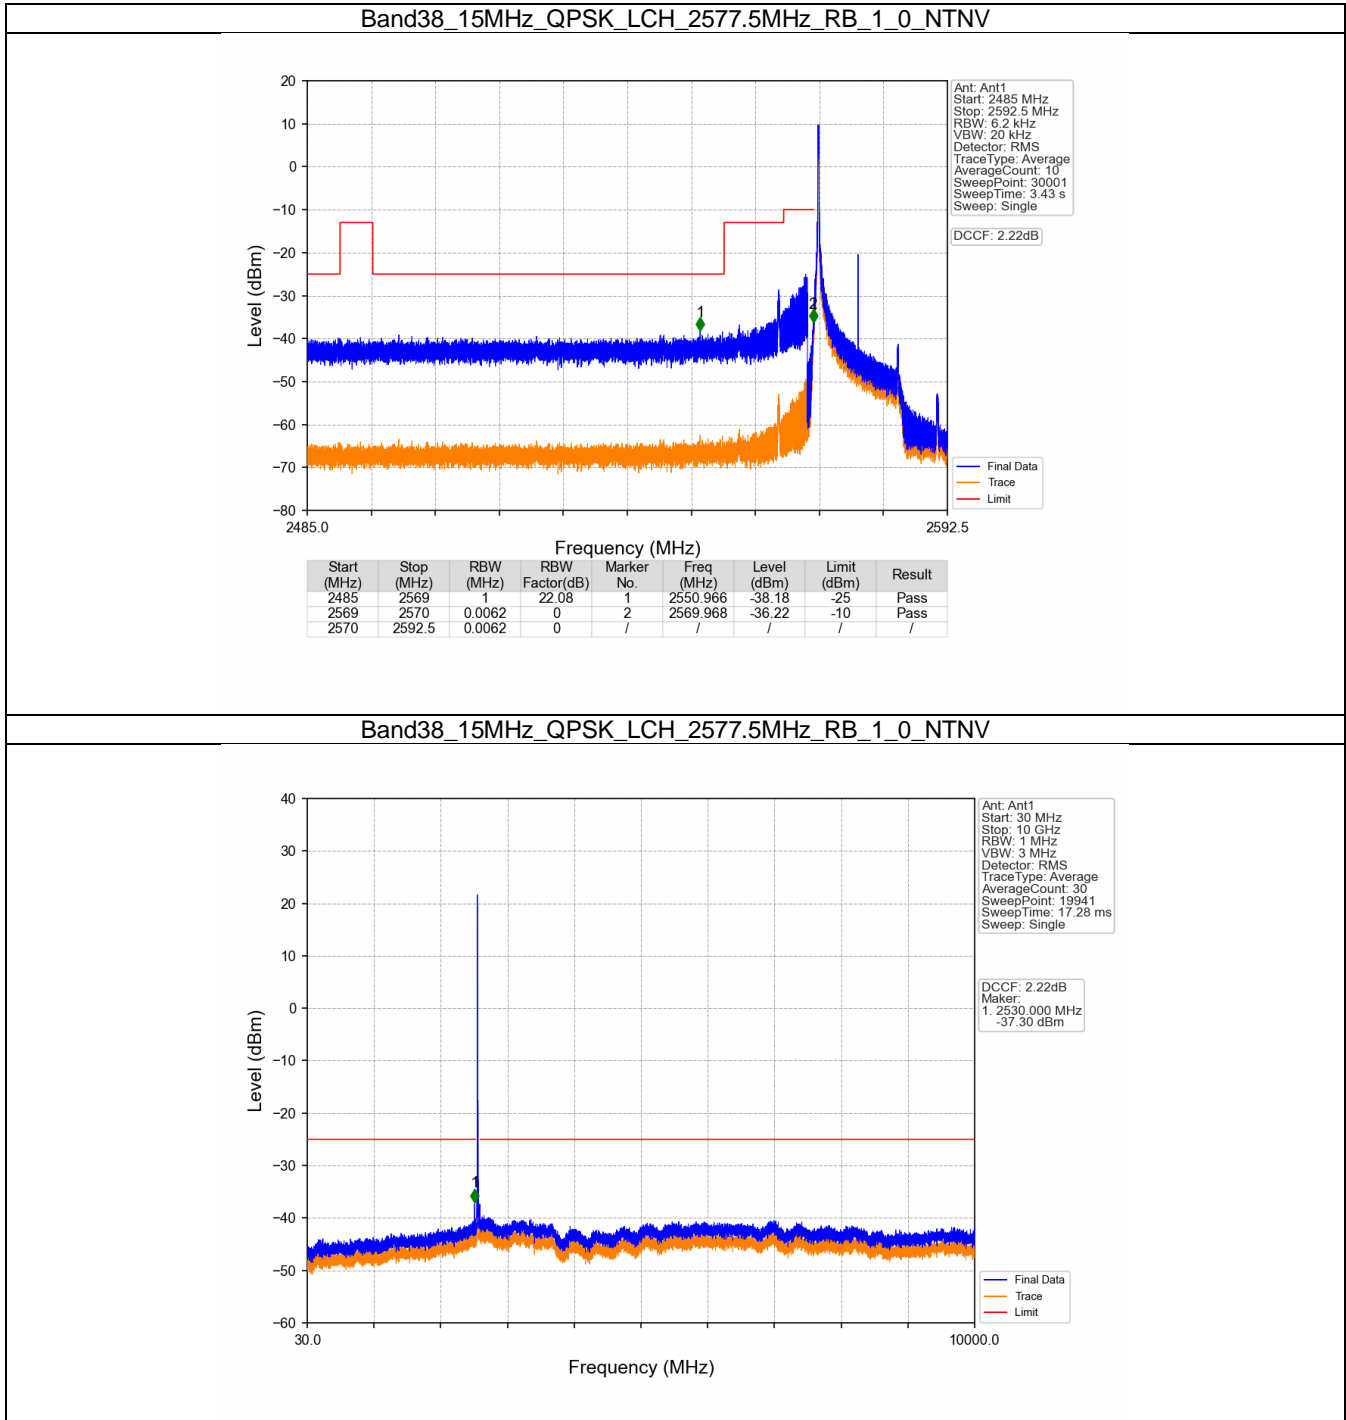 Band38_15MHz_QPSK_LCH_2577.5MHz_RB_1_0_NTNV
20
10
0
−10
−20
−30
−40
−50
−60
−70
−80
Level (dBm)
1
2
2485.0
2592.5
Frequency (MHz)
Ant: Ant1
Start: 2485 MHz
Stop: 2592.5 MHz
RBW: 6.2 kHz
VBW: 20 kHz
Detector: RMS
TraceType: Average
AverageCount: 10
SweepPoint: 30001
SweepTime: 3.43 s
Sweep: Single
DCCF: 2.22dB
Final Data
Trace
Limit
Start (MHz) Stop (MHz) RBW (MHz) RBW Factor(dB) Marker No. Freq (MHz) Level (dBm) Limit (dBm) Result
2485 2569 1 22.08 1 2550.966 -38.18 -25 Pass
2569 2570 0.0062 0 2 2569.968 -36.22 -10 Pass
2570 2592.5 0.0062 0 / / / / /
Band38_15MHz_QPSK_LCH_2577.5MHz_RB_1_0_NTNV
40
30
20
10
0
−10
−20
−30
−40
−50
−60
Level (dBm)
1
30.0
10000.0
Frequency (MHz)
Ant: Ant1
Start: 30 MHz
Stop: 10 GHz
RBW: 1 MHz
VBW: 3 MHz
Detector: RMS
TraceType: Average
AverageCount: 30
SweepPoint: 19941
SweepTime: 17.28 ms
Sweep: Single
DCCF: 2.22dB
Maker:
1. 2530.000 MHz
-37.30 dBm
Final Data
Trace
Limit